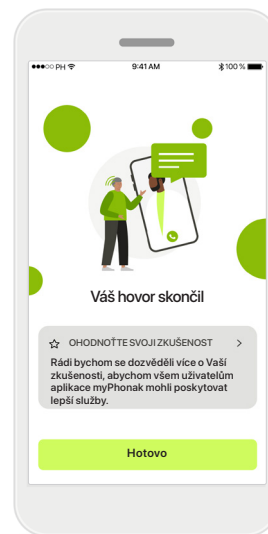 PH 9:41 AM 100 %
Váš hovor skončil
OHODNOŤTE SVOJI ZKUŠENOST
Rádi bychom se dozvěděli více o Vaší
zkušenosti, abychom všem uživatelům
aplikace myPhonak mohli poskytovat
lepší služby.
Hotovo